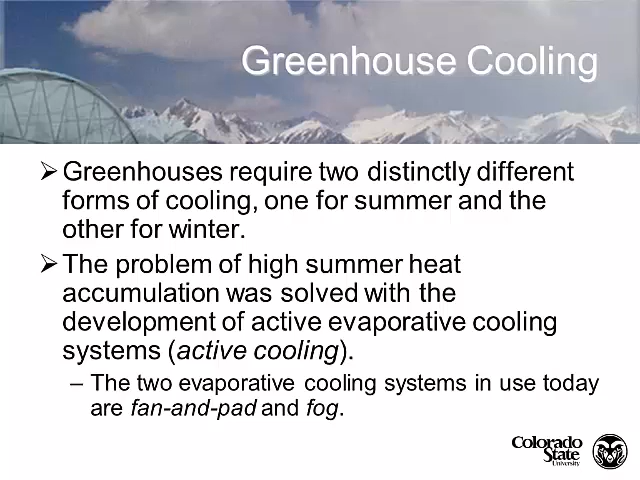 Greenhouse Cooling
➢ Greenhouses require two distinctly different
forms of cooling, one for summer and the
other for winter.
➢ The problem of high summer heat
accumulation was solved with the
development of active evaporative cooling
systems (active cooling).
– The two evaporative cooling systems in use today
are fan-and-pad and fog.
Colorado
State
University